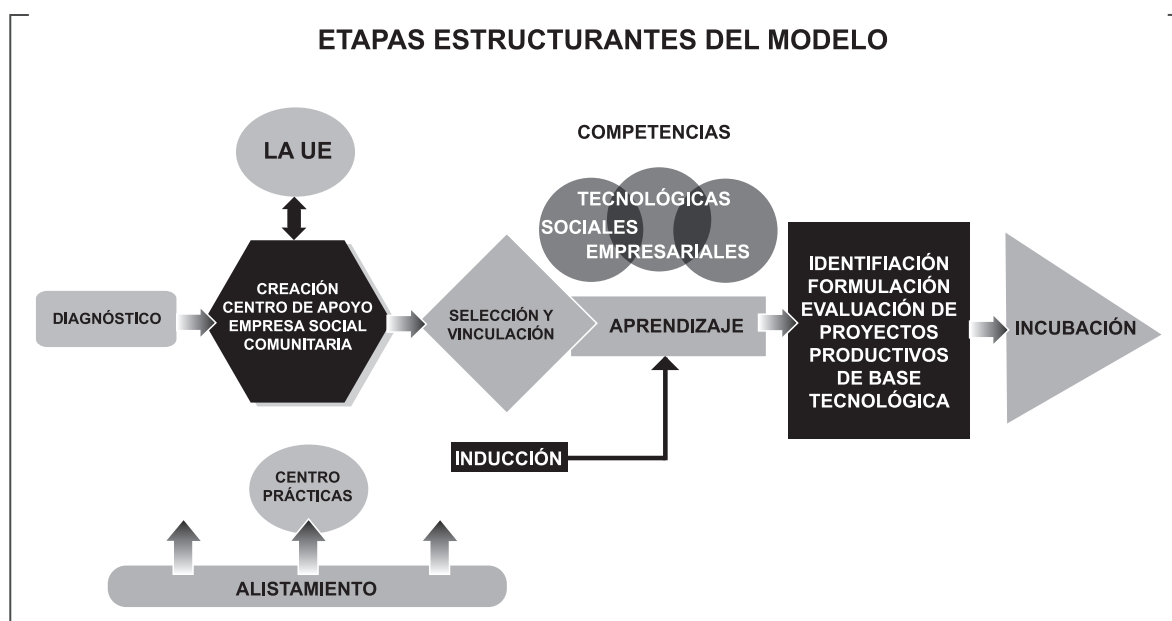 ETAPAS ESTRUCTURANTES DEL MODELO
LA UE
COMPETENCIAS
TECNOLÓGICAS
SOCIALES
EMPRESARIALES
DIAGNÓSTICO
CREACIÓN
CENTRO DE APOYO
EMPRESA SOCIAL
COMUNITARIA
SELECCIÓN Y
VINCULACIÓN
APRENDIZAJE
IDENTIFIACIÓN
FORMULACIÓN
EVALUACIÓN DE
PROYECTOS
PRODUCTIVOS
DE BASE
TECNOLÓGICA
INCUBACIÓN
INDUCCIÓN
CENTRO
PRÁCTICAS
ALISTAMIENTO